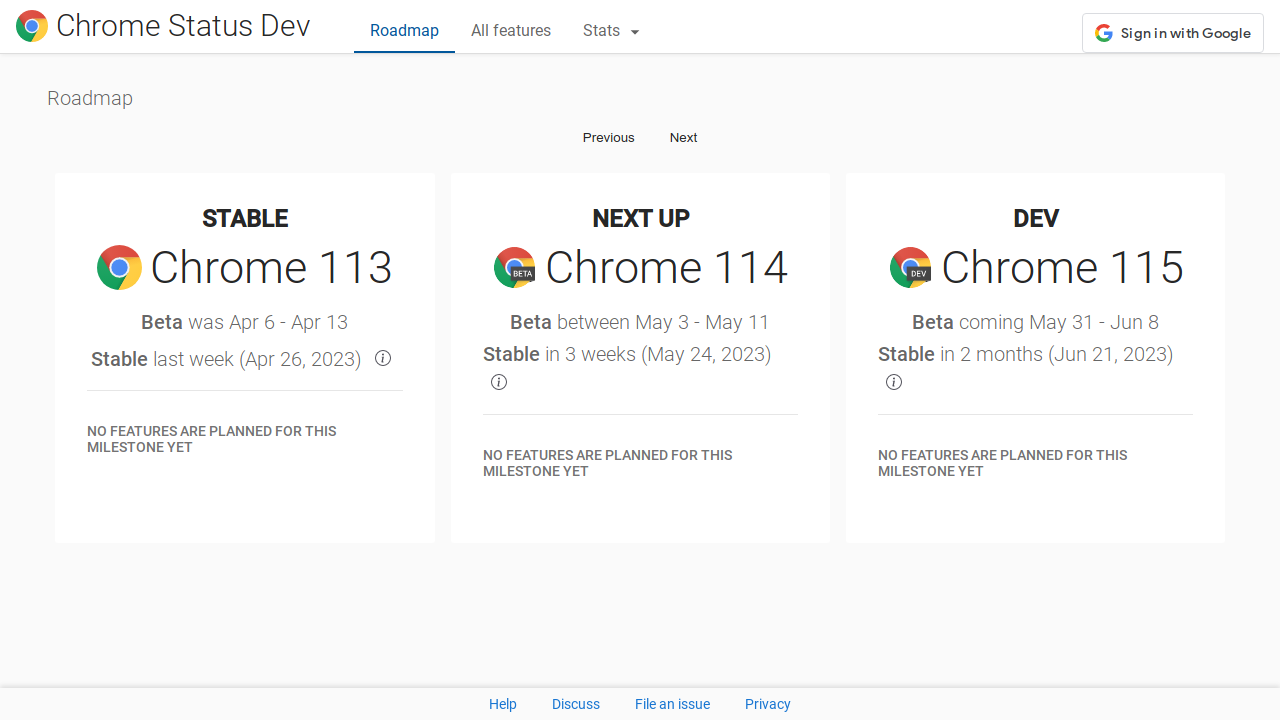 Chrome Status Dev
Roadmap
All features
Stats
Sign in with Google
Roadmap
Previous
Next
STABLE
Chrome 113
Beta was Apr 6 - Apr 13
Stable last week (Apr 26, 2023)
NO FEATURES ARE PLANNED FOR THIS
MILESTONE YET
NEXT UP
BETA
Chrome 114
Beta between May 3 - May 11
Stable in 3 weeks (May 24, 2023)
NO FEATURES ARE PLANNED FOR THIS
MILESTONE YET
DEV
DEV
Chrome 115
Beta coming May 31 - Jun 8
Stable in 2 months (Jun 21, 2023)
NO FEATURES ARE PLANNED FOR THIS
MILESTONE YET
Help
Discuss
File an issue
Privacy